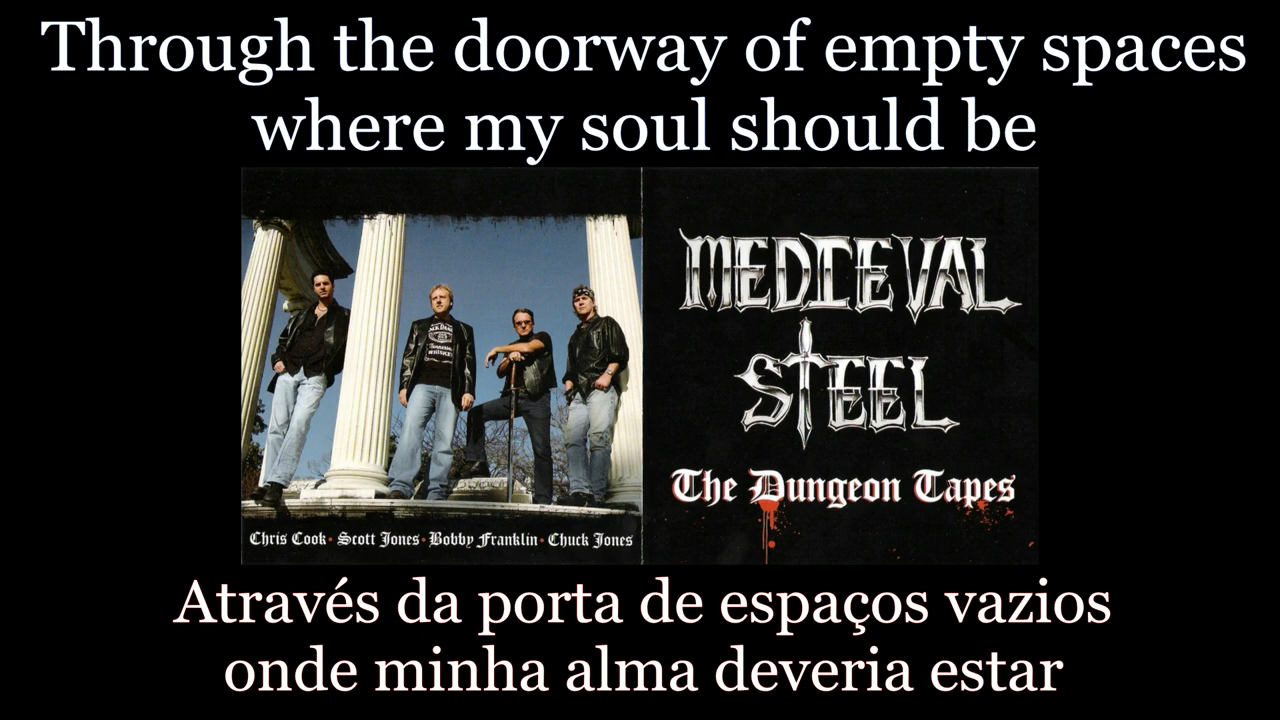 Through the doorway of empty spaces
where my soul should be
MEDIEVAL
STEEL
The Dungeon Tapes
Chris Cook • Scott Jones • Bobby Franklin • Chuck Jones
Através da porta de espaços vazios
onde minha alma deveria estar